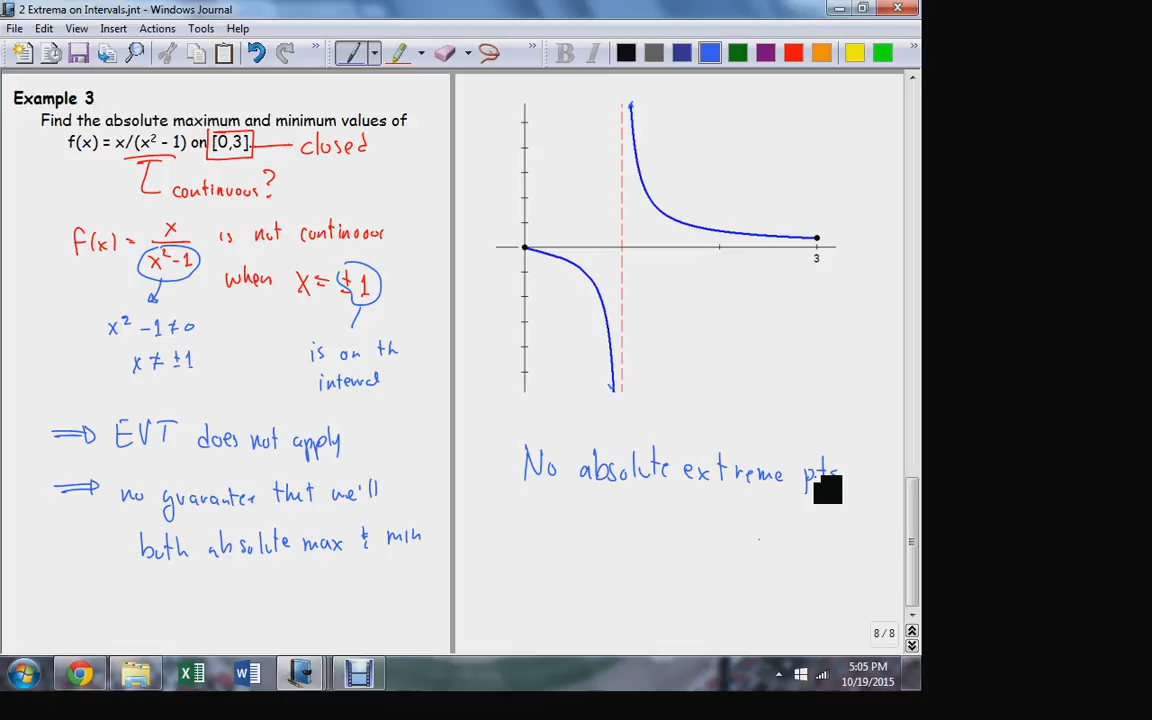 2 Extrema on Intervals.jnt - Windows Journal
File Edit View Insert Actions Tools Help
Example 3
Find the absolute maximum and minimum values of
f(x) = x/(x² - 1) on [0,3].
closed
continuous?
f(x) = x/(x²-1) is not continuous
when x = ±1
x² - 1 ≠ 0
x ≠ ±1
is on th
interval
⟹ EVT does not apply
⟹ no guarantee that we'll
both absolute max & min
3
No absolute extreme pts
8 / 8
5:05 PM
10/19/2015